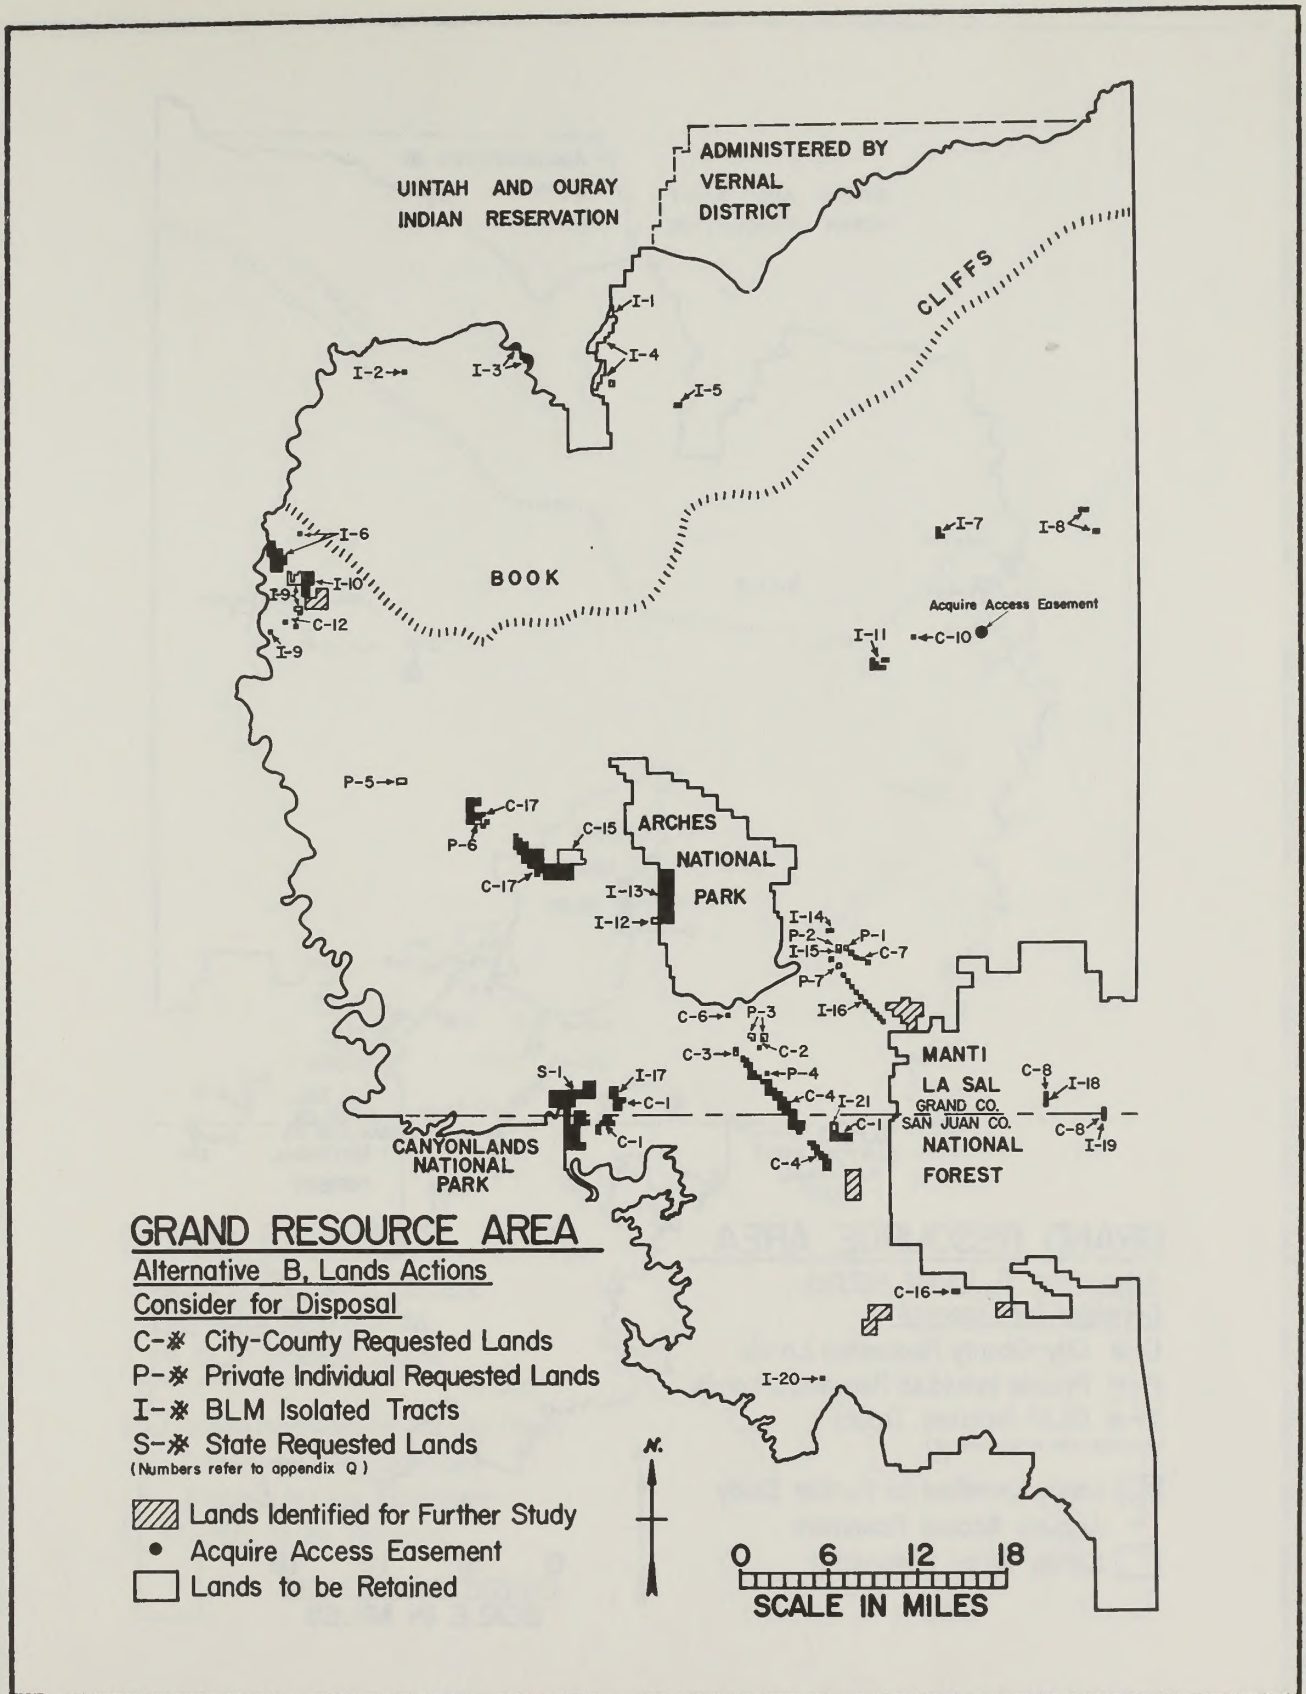 ADMINISTERED BY
VERNAL
DISTRICT
UINTAH AND OURAY
INDIAN RESERVATION
CLIFFS
I-1
I-4
I-2
I-3
I-5
I-6
I-7
I-8
BOOK
I-10
I-9
C-12
I-9
Acquire Access Easement
I-11
C-10
P-5
C-17
P-6
C-15
C-17
ARCHES
NATIONAL
PARK
I-13
I-12
I-14
P-2
P-1
I-15
C-7
P-7
I-16
C-6
P-3
C-3
C-2
P-4
S-1
I-17
C-1
C-4
I-21
C-1
C-1
C-4
MANTI
LA SAL
GRAND CO.
SAN JUAN CO.
NATIONAL
FOREST
C-8
I-18
C-8
I-19
CANYONLANDS
NATIONAL
PARK
C-16
I-20
GRAND RESOURCE AREA
Alternative B, Lands Actions
Consider for Disposal
C-* City-County Requested Lands
P-* Private Individual Requested Lands
I-* BLM Isolated Tracts
S-* State Requested Lands
(Numbers refer to appendix Q)
Lands Identified for Further Study
Acquire Access Easement
Lands to be Retained
N.
0 6 12 18
SCALE IN MILES